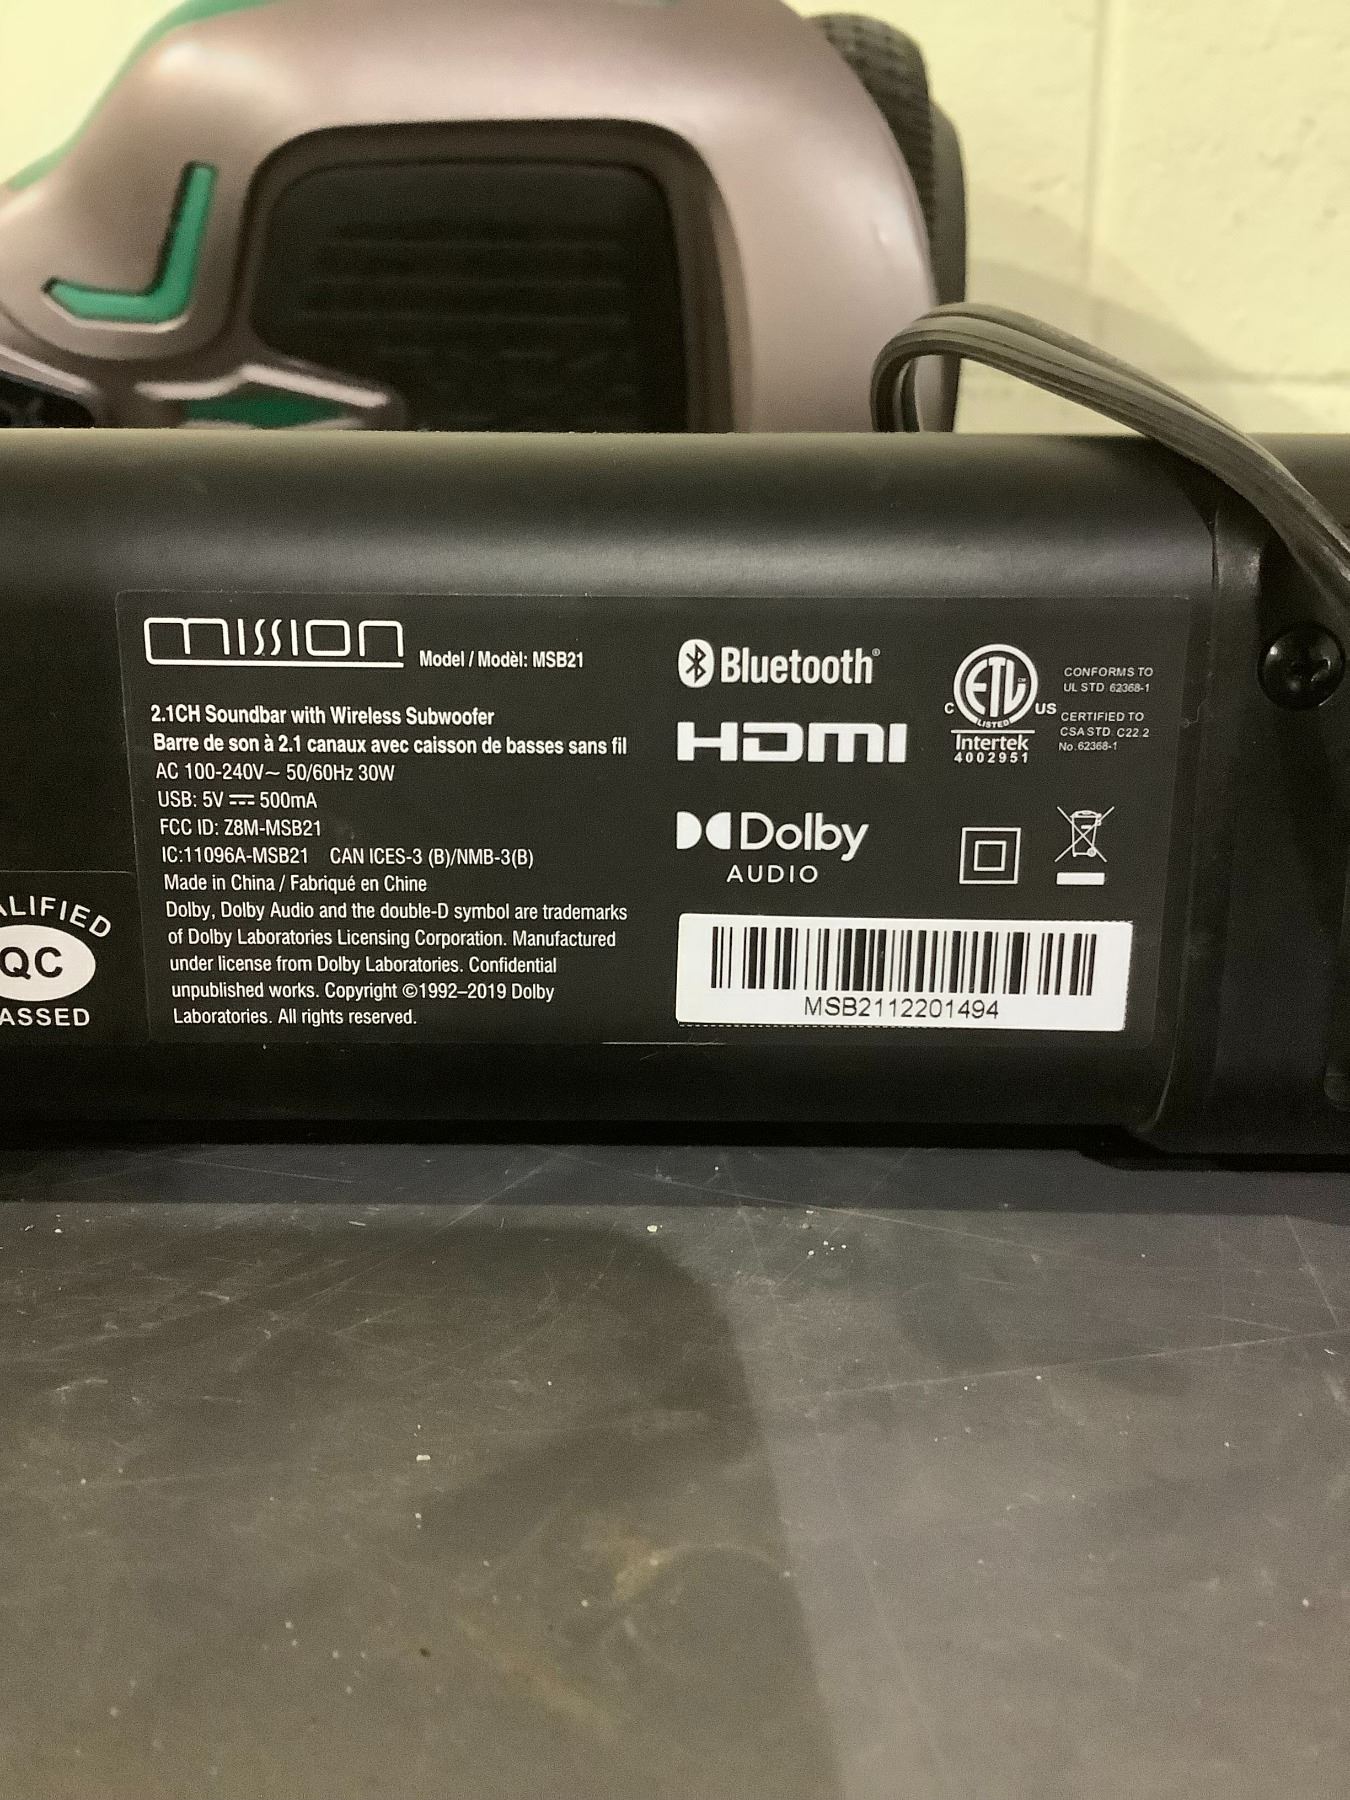 mission Model / Modèl: MSB21
2.1CH Soundbar with Wireless Subwoofer
Barre de son à 2.1 canaux avec caisson de basses sans fil
AC 100-240V~ 50/60Hz 30W
USB: 5V ⎓ 500mA
FCC ID: Z8M-MSB21
IC:11096A-MSB21 CAN ICES-3 (B)/NMB-3(B)
Made in China / Fabriqué en Chine
Dolby, Dolby Audio and the double-D symbol are trademarks
of Dolby Laboratories Licensing Corporation. Manufactured
under license from Dolby Laboratories. Confidential
unpublished works. Copyright ©1992–2019 Dolby
Laboratories. All rights reserved.
Bluetooth®
HDMI
Dolby
AUDIO
ETL
LISTED
C US
Intertek
4002951
CONFORMS TO
UL STD 62368-1
CERTIFIED TO
CSA STD C22.2
No.62368-1
MSB2112201494
ALIFIED
QC
ASSED